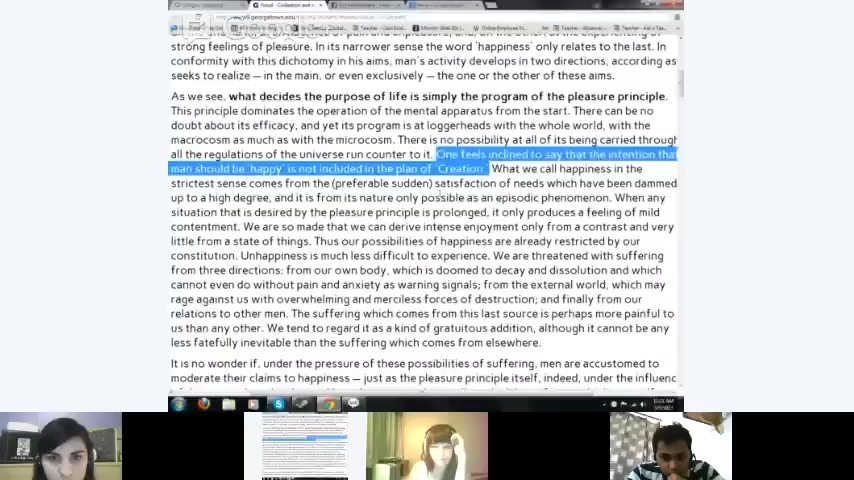 strong feelings of pleasure. In its narrower sense the word 'happiness' only relates to the last. In
conformity with this dichotomy in his aims, man's activity develops in two directions, according as
seeks to realize — in the main, or even exclusively — the one or the other of these aims.
As we see, what decides the purpose of life is simply the program of the pleasure principle.
This principle dominates the operation of the mental apparatus from the start. There can be no
doubt about its efficacy, and yet its program is at loggerheads with the whole world, with the
macrocosm as much as with the microcosm. There is no possibility at all of its being carried through
all the regulations of the universe run counter to it. One feels inclined to say that the intention that
man should be 'happy' is not included in the plan of 'Creation.' What we call happiness in the
strictest sense comes from the (preferable sudden) satisfaction of needs which have been dammed
up to a high degree, and it is from its nature only possible as an episodic phenomenon. When any
situation that is desired by the pleasure principle is prolonged, it only produces a feeling of mild
contentment. We are so made that we can derive intense enjoyment only from a contrast and very
little from a state of things. Thus our possibilities of happiness are already restricted by our
constitution. Unhappiness is much less difficult to experience. We are threatened with suffering
from three directions: from our own body, which is doomed to decay and dissolution and which
cannot even do without pain and anxiety as warning signals; from the external world, which may
rage against us with overwhelming and merciless forces of destruction; and finally from our
relations to other men. The suffering which comes from this last source is perhaps more painful to
us than any other. We tend to regard it as a kind of gratuitous addition, although it cannot be any
less fatefully inevitable than the suffering which comes from elsewhere.
It is no wonder if, under the pressure of these possibilities of suffering, men are accustomed to
moderate their claims to happiness — just as the pleasure principle itself, indeed, under the influenc